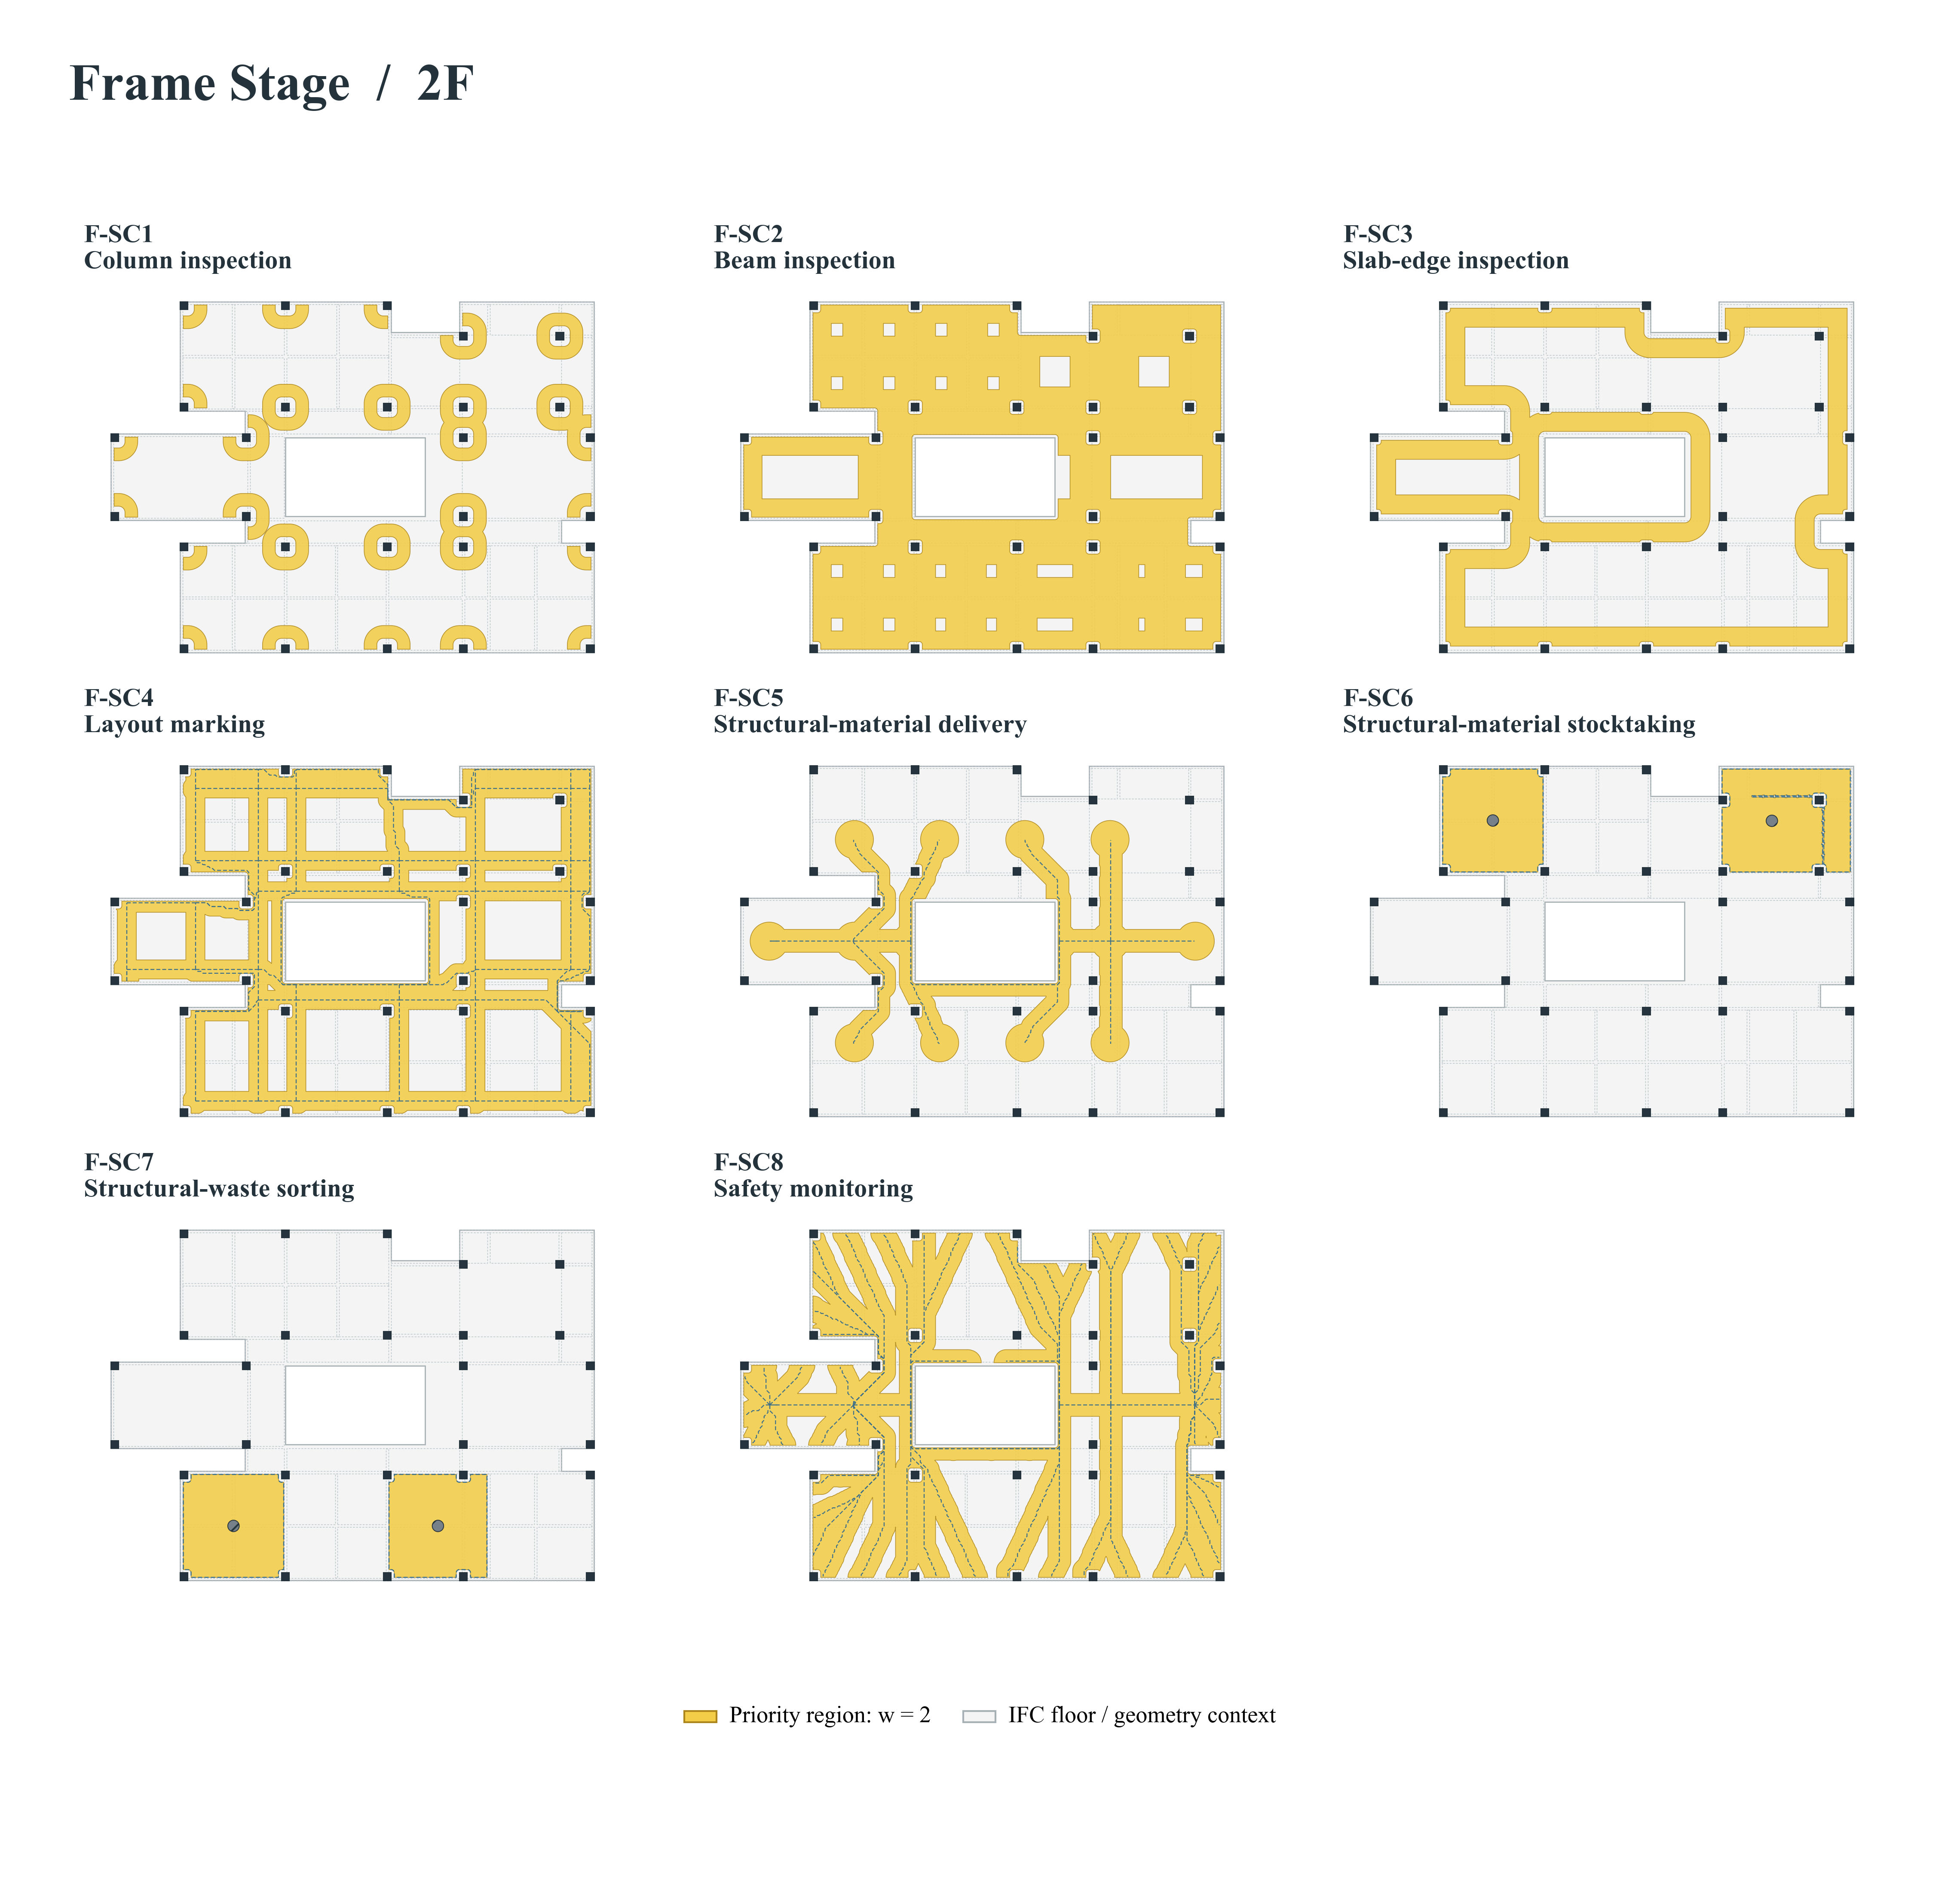 Frame Stage / 2F
F-SC1
Column inspection
F-SC2
Beam inspection
F-SC3
Slab-edge inspection
F-SC4
Layout marking
F-SC5
Structural-material delivery
F-SC6
Structural-material stocktaking
F-SC7
Structural-waste sorting
F-SC8
Safety monitoring
Priority region: w = 2
IFC floor / geometry context